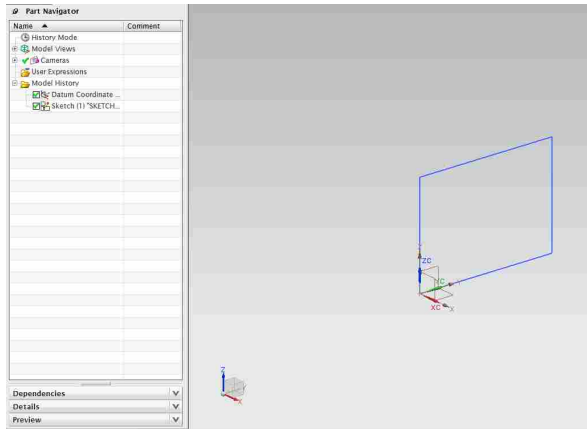 Part Navigator
Name Comment
History Mode
Model Views
Cameras
User Expressions
Model History
Datum Coordinate ...
Sketch (1) "SKETCH...
ZC
YC
XC
X
Z
X
Dependencies
Details
Preview